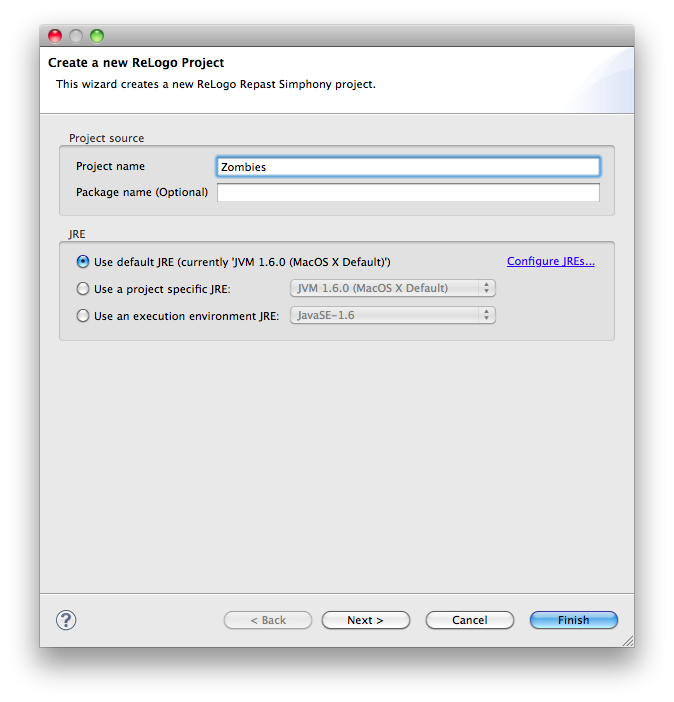 Create a new ReLogo Project
This wizard creates a new ReLogo Repast Simphony project.
Project source
Project name Zombies
Package name (Optional)
JRE
Use default JRE (currently 'JVM 1.6.0 (MacOS X Default)') Configure JREs...
Use a project specific JRE: JVM 1.6.0 (MacOS X Default)
Use an execution environment JRE: JavaSE-1.6
? < Back Next > Cancel Finish